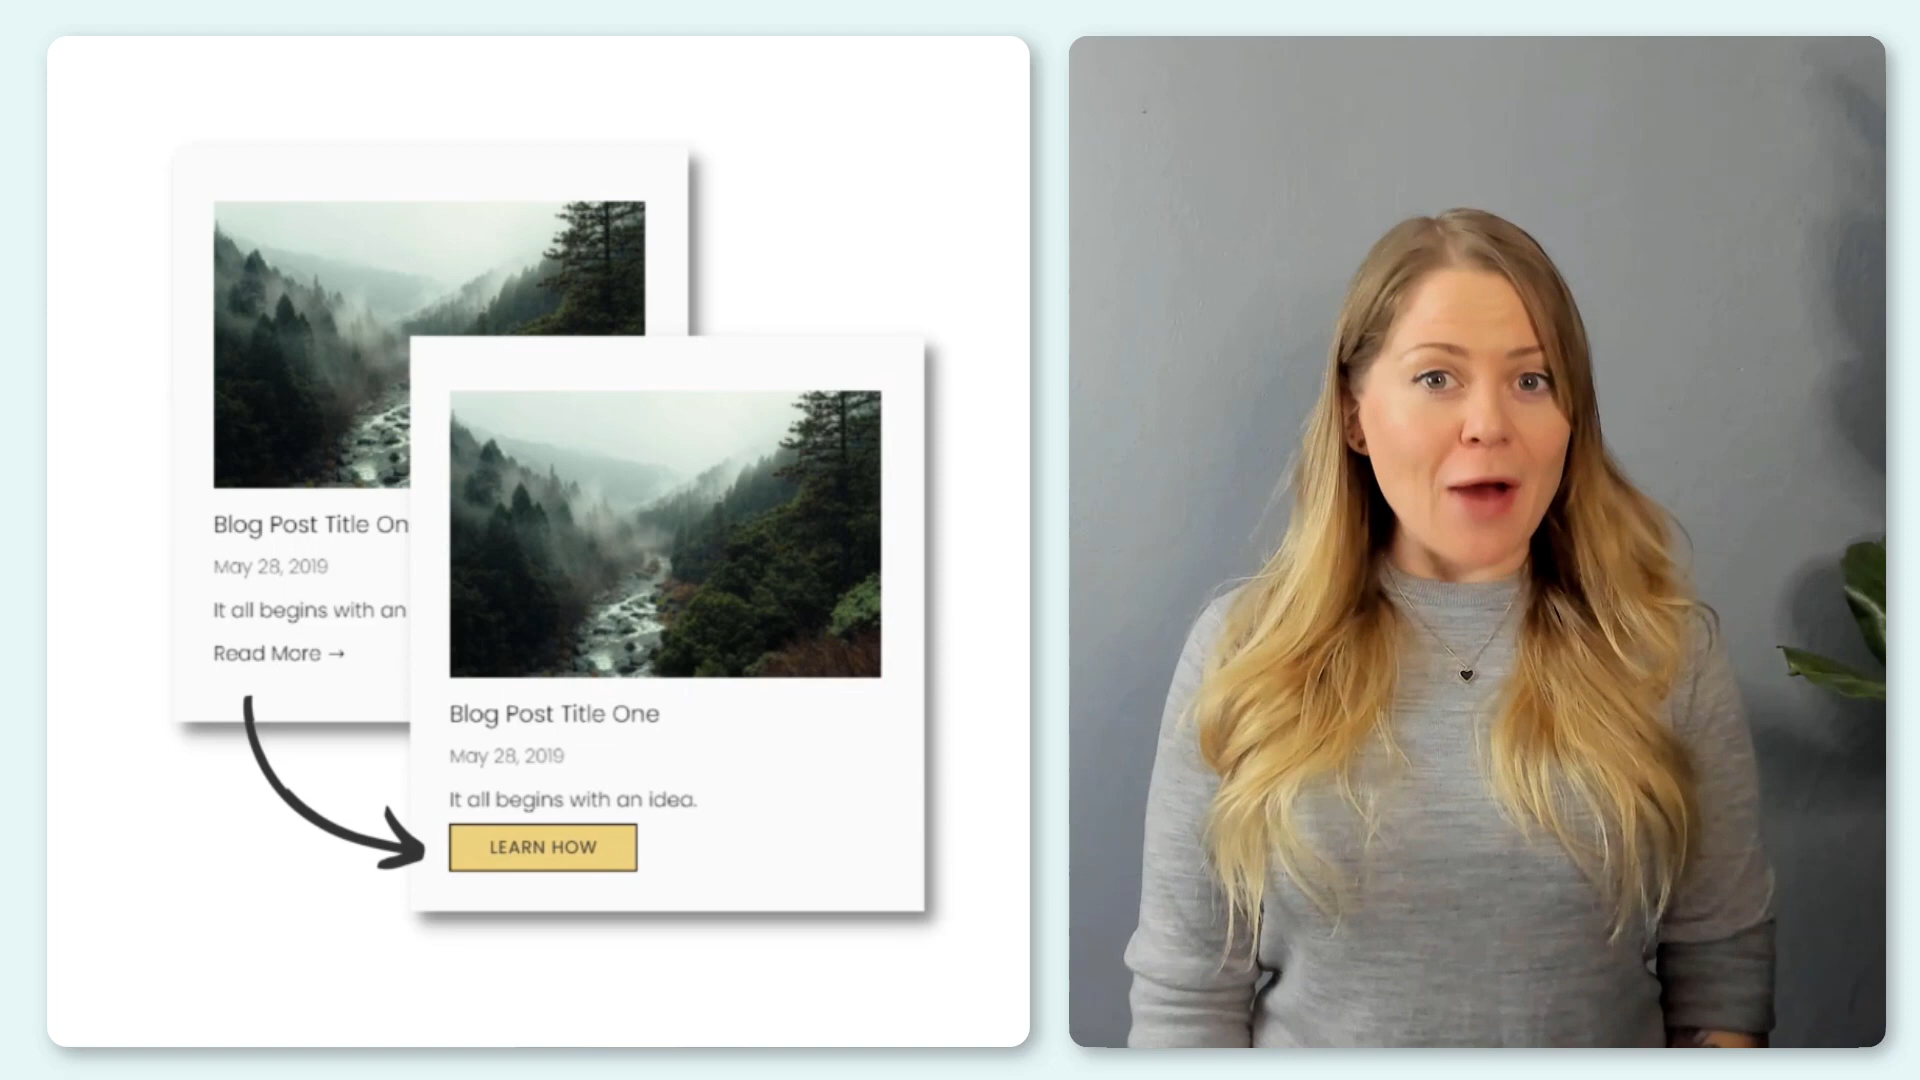 Blog Post Title On
May 28, 2019
It all begins with an
Read More →
Blog Post Title One
May 28, 2019
It all begins with an idea.
LEARN HOW